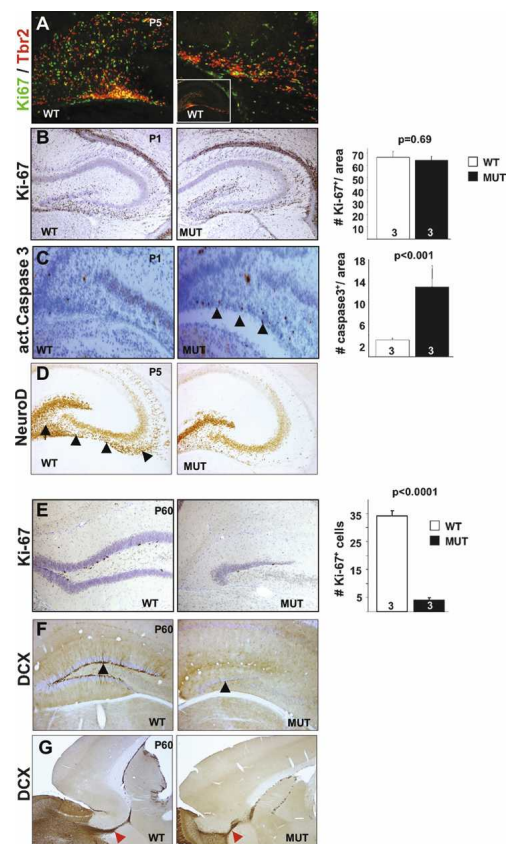 A
P5
Ki67 / Tbr2
WT
WT
B
P1
Ki-67
WT
MUT
p=0.69
# Ki-67+/ area
70
60
50
40
30
20
10
3
3
WT
MUT
C
P1
act.Caspase 3
WT
MUT
p<0.001
# caspase3+/ area
18
14
10
6
2
3
3
D
P5
NeuroD
WT
MUT
E
P60
Ki-67
WT
MUT
p<0.0001
# Ki-67+ cells
35
25
15
5
3
3
WT
MUT
F
P60
DCX
WT
MUT
G
P60
DCX
WT
MUT